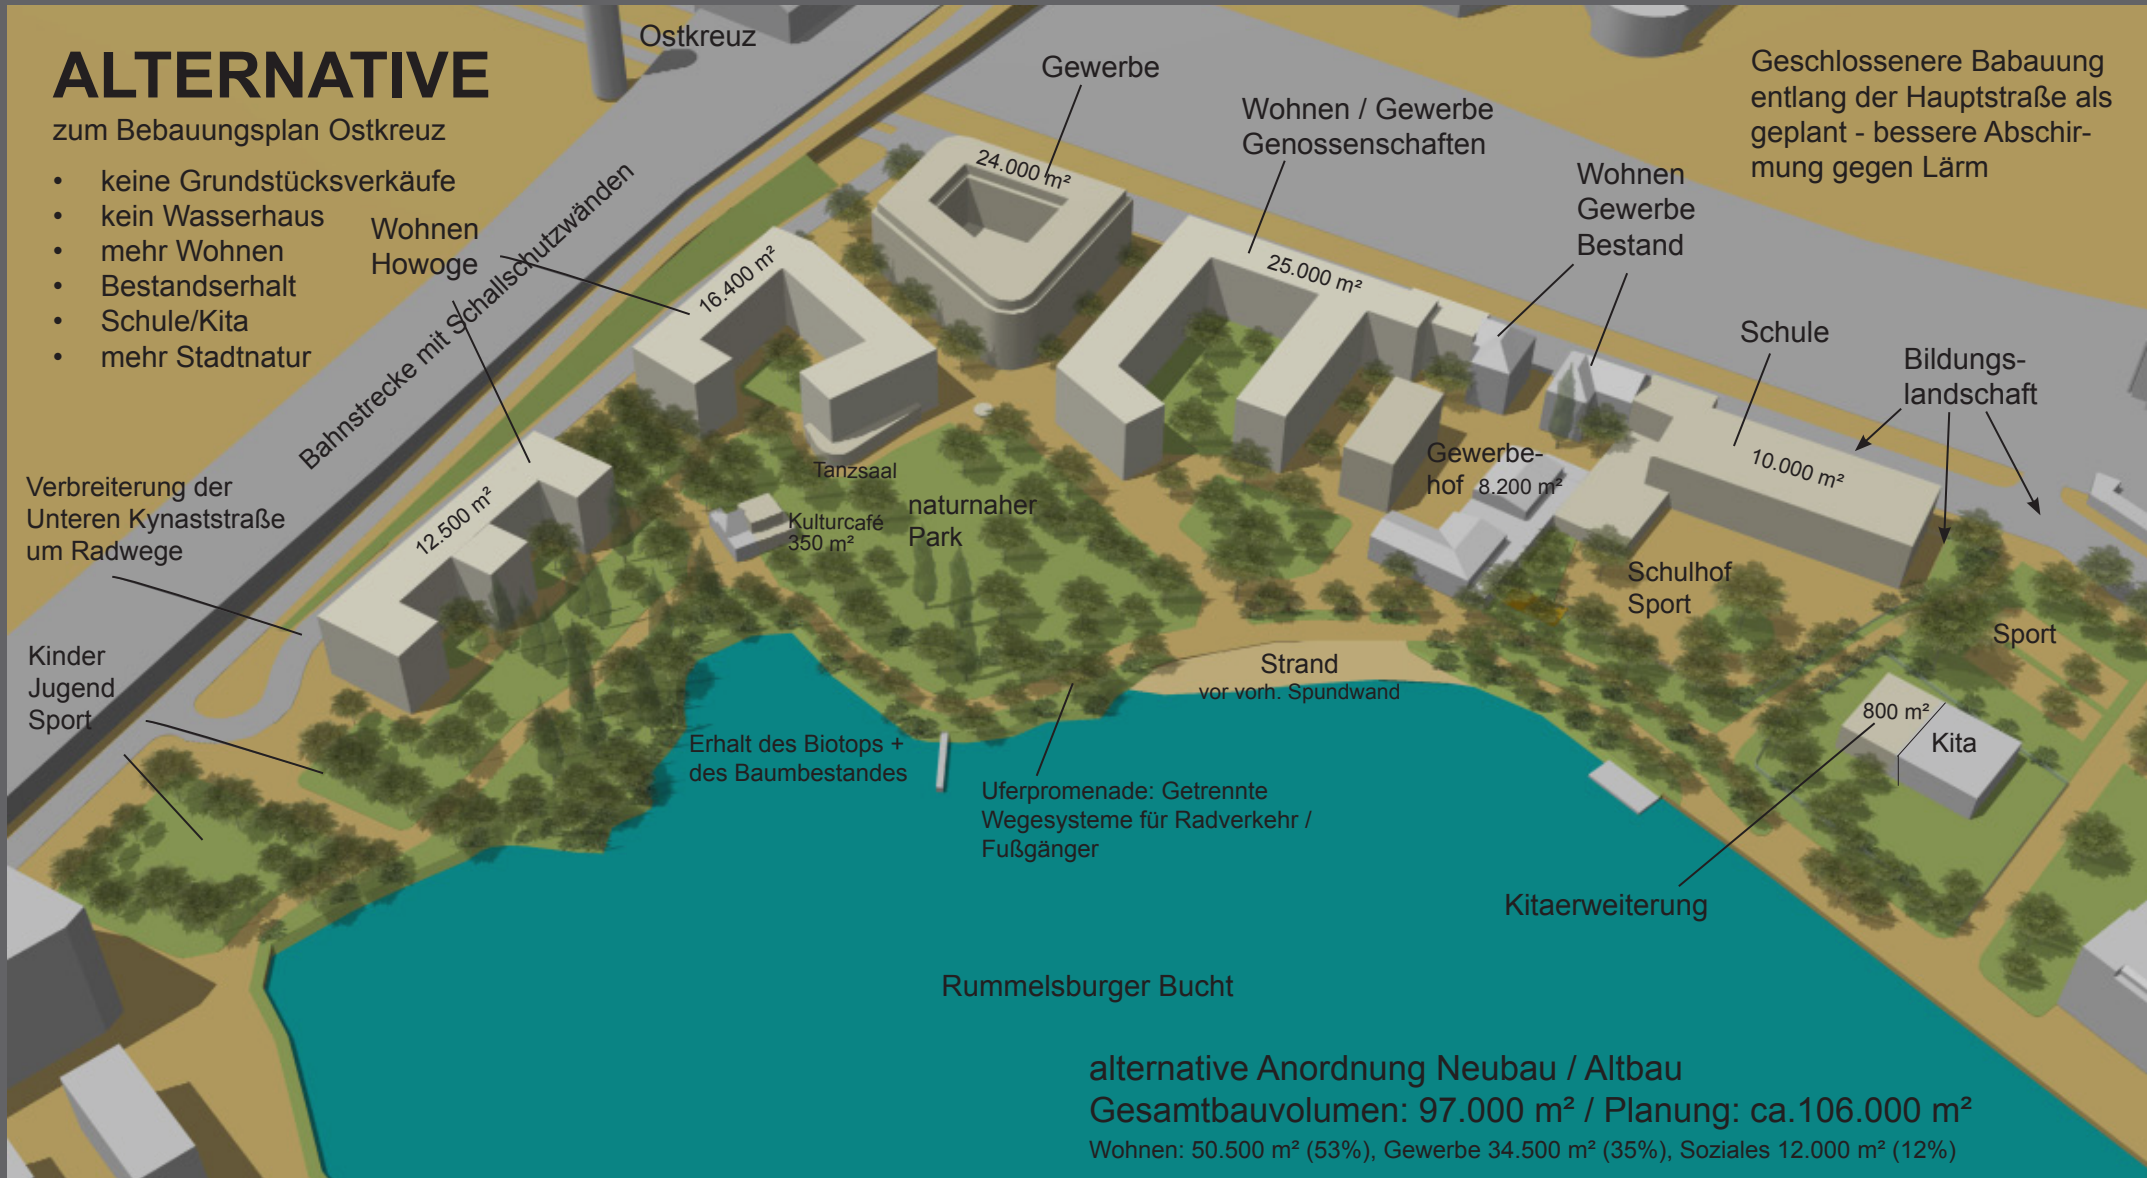 ALTERNATIVE
zum Bebauungsplan Ostkreuz
• keine Grundstücksverkäufe
• kein Wasserhaus
• mehr Wohnen
• Bestandserhalt
• Schule/Kita
• mehr Stadtnatur
Ostkreuz
Gewerbe
24.000 m²
Wohnen / Gewerbe
Genossenschaften
25.000 m²
Wohnen
Gewerbe
Bestand
Geschlossenere Babauung
entlang der Hauptstraße als
geplant - bessere Abschir-
mung gegen Lärm
Wohnen
Howoge
16.400 m²
12.500 m²
Bahnstrecke mit Schallschutzwänden
Schule
10.000 m²
Bildungs-
landschaft
Verbreiterung der
Unteren Kynaststraße
um Radwege
Tanzsaal
Kulturcafé
350 m²
naturnaher
Park
Gewerbe-
hof 8.200 m²
Schulhof
Sport
Sport
Kinder
Jugend
Sport
Strand
vor vorh. Spundwand
800 m²
Kita
Erhalt des Biotops +
des Baumbestandes
Uferpromenade: Getrennte
Wegesysteme für Radverkehr /
Fußgänger
Kitaerweiterung
Rummelsburger Bucht
alternative Anordnung Neubau / Altbau
Gesamtbauvolumen: 97.000 m² / Planung: ca.106.000 m²
Wohnen: 50.500 m² (53%), Gewerbe 34.500 m² (35%), Soziales 12.000 m² (12%)